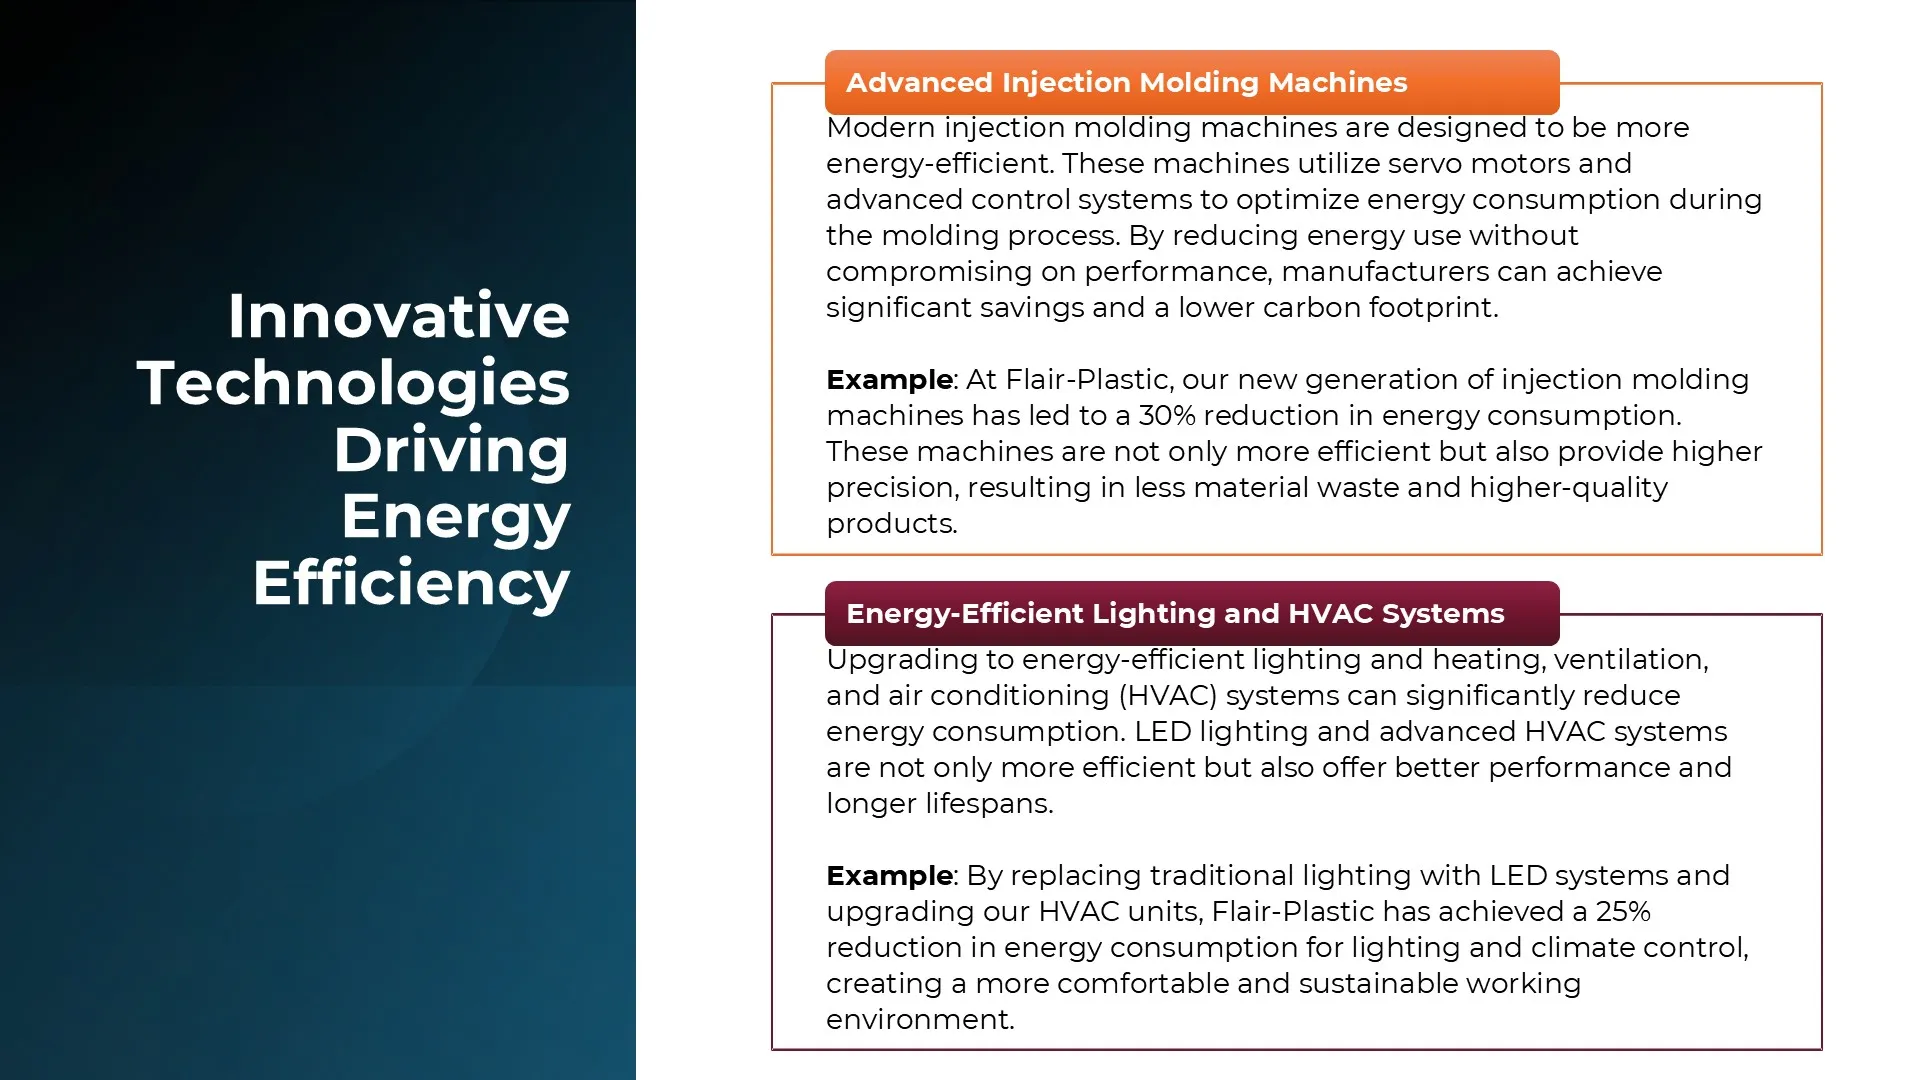 Innovative
Technologies
Driving
Energy
Efficiency
Advanced Injection Molding Machines
Modern injection molding machines are designed to be more
energy-efficient. These machines utilize servo motors and
advanced control systems to optimize energy consumption during
the molding process. By reducing energy use without
compromising on performance, manufacturers can achieve
significant savings and a lower carbon footprint.
Example: At Flair-Plastic, our new generation of injection molding
machines has led to a 30% reduction in energy consumption.
These machines are not only more efficient but also provide higher
precision, resulting in less material waste and higher-quality
products.
Energy-Efficient Lighting and HVAC Systems
Upgrading to energy-efficient lighting and heating, ventilation,
and air conditioning (HVAC) systems can significantly reduce
energy consumption. LED lighting and advanced HVAC systems
are not only more efficient but also offer better performance and
longer lifespans.
Example: By replacing traditional lighting with LED systems and
upgrading our HVAC units, Flair-Plastic has achieved a 25%
reduction in energy consumption for lighting and climate control,
creating a more comfortable and sustainable working
environment.